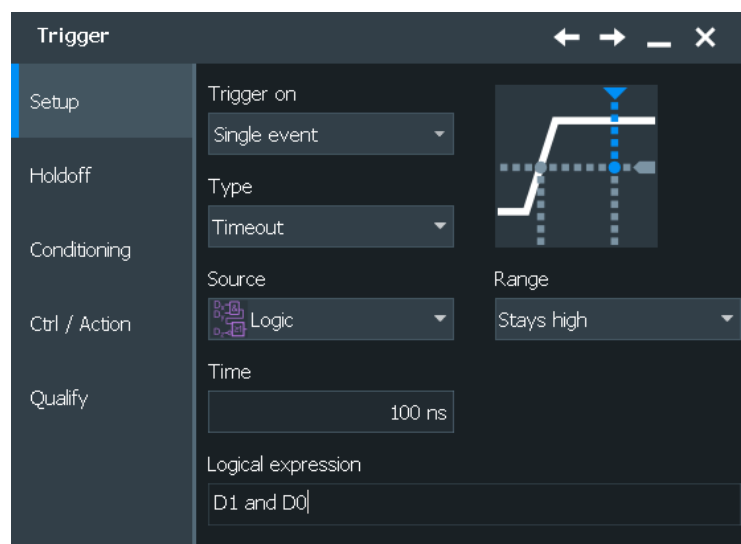 Trigger
Setup
Holdoff
Conditioning
Ctrl / Action
Qualify
Trigger on
Single event
Type
Timeout
Source
Logic
Range
Stays high
Time
100 ns
Logical expression
D1 and D0